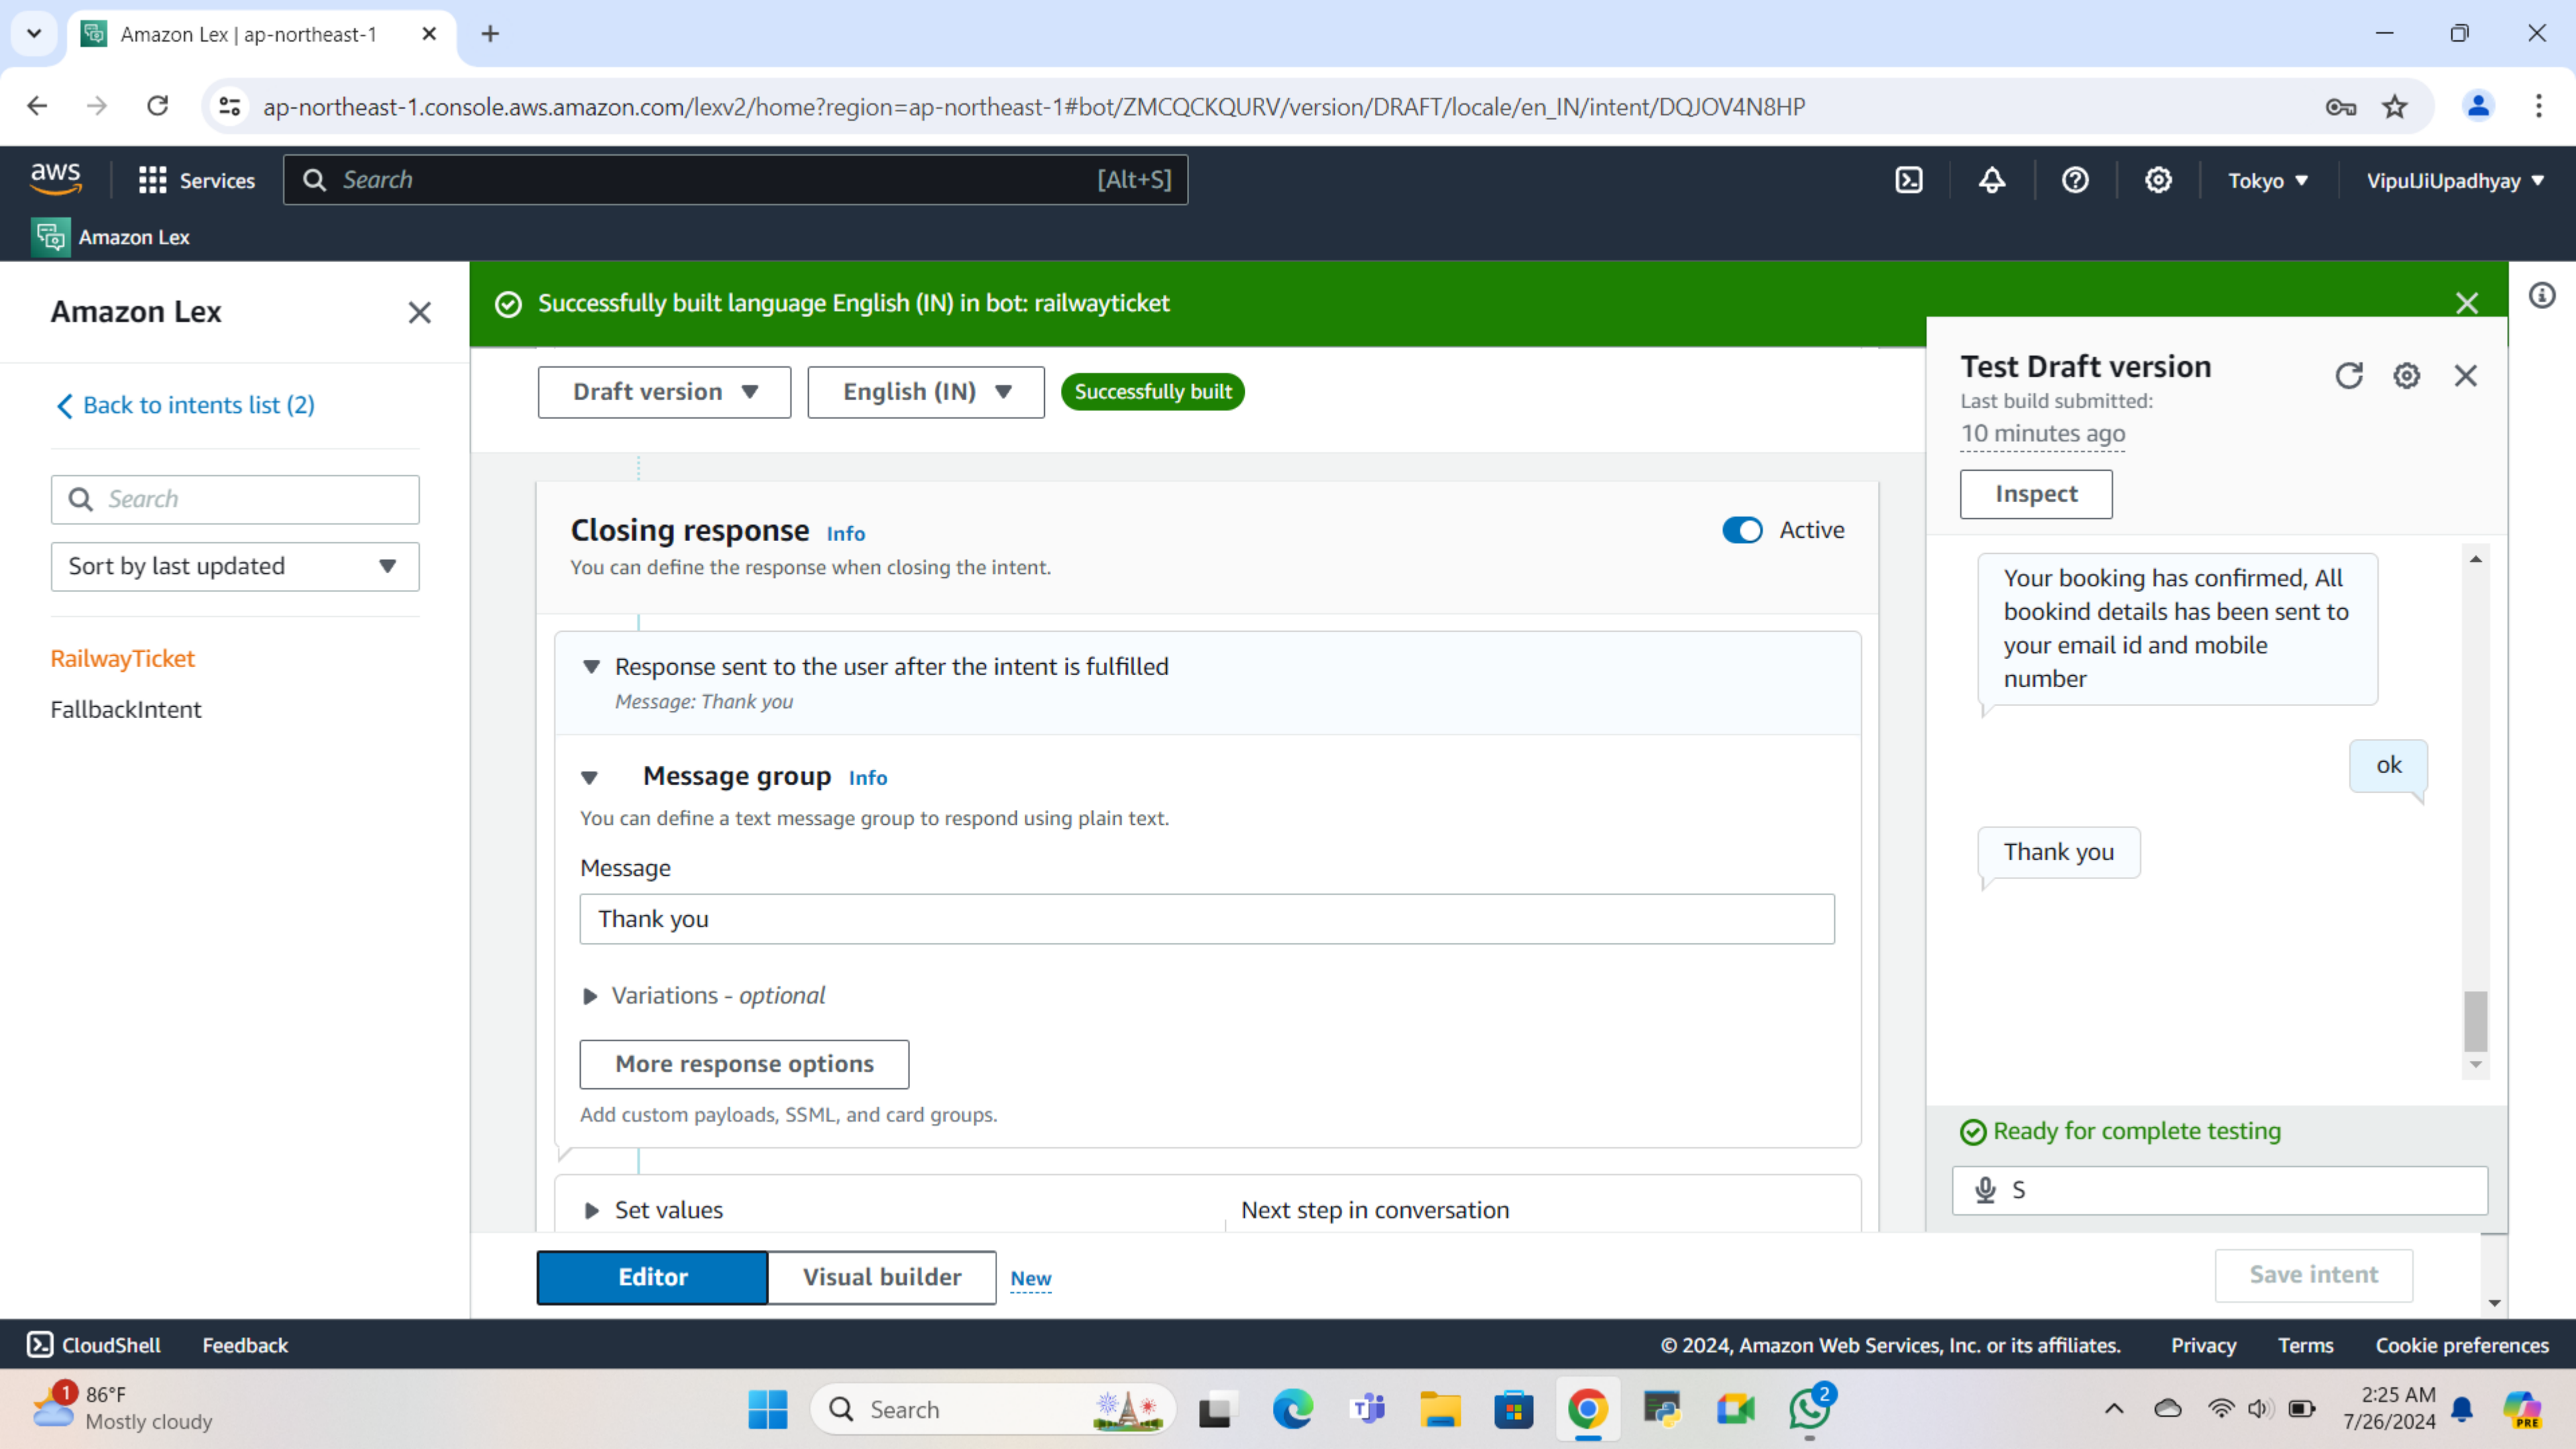 Amazon Lex | ap-northeast-1
ap-northeast-1.console.aws.amazon.com/lexv2/home?region=ap-northeast-1#bot/ZMCQCKQURV/version/DRAFT/locale/en_IN/intent/DQJOV4N8HP
aws
Services
Search
[Alt+S]
Tokyo
VipulJiUpadhyay
Amazon Lex
Amazon Lex
Back to intents list (2)
Search
Sort by last updated
RailwayTicket
FallbackIntent
Successfully built language English (IN) in bot: railwayticket
Draft version
English (IN)
Successfully built
Closing response Info
Active
You can define the response when closing the intent.
Response sent to the user after the intent is fulfilled
Message: Thank you
Message group Info
You can define a text message group to respond using plain text.
Message
Thank you
Variations - optional
More response options
Add custom payloads, SSML, and card groups.
Set values
Next step in conversation
Editor
Visual builder
New
Save intent
Test Draft version
Last build submitted:
10 minutes ago
Inspect
Your booking has confirmed, All
bookind details has been sent to
your email id and mobile
number
ok
Thank you
Ready for complete testing
S
CloudShell
Feedback
© 2024, Amazon Web Services, Inc. or its affiliates.
Privacy
Terms
Cookie preferences
1
86°F
Mostly cloudy
Search
2
2:25 AM
7/26/2024
PRE